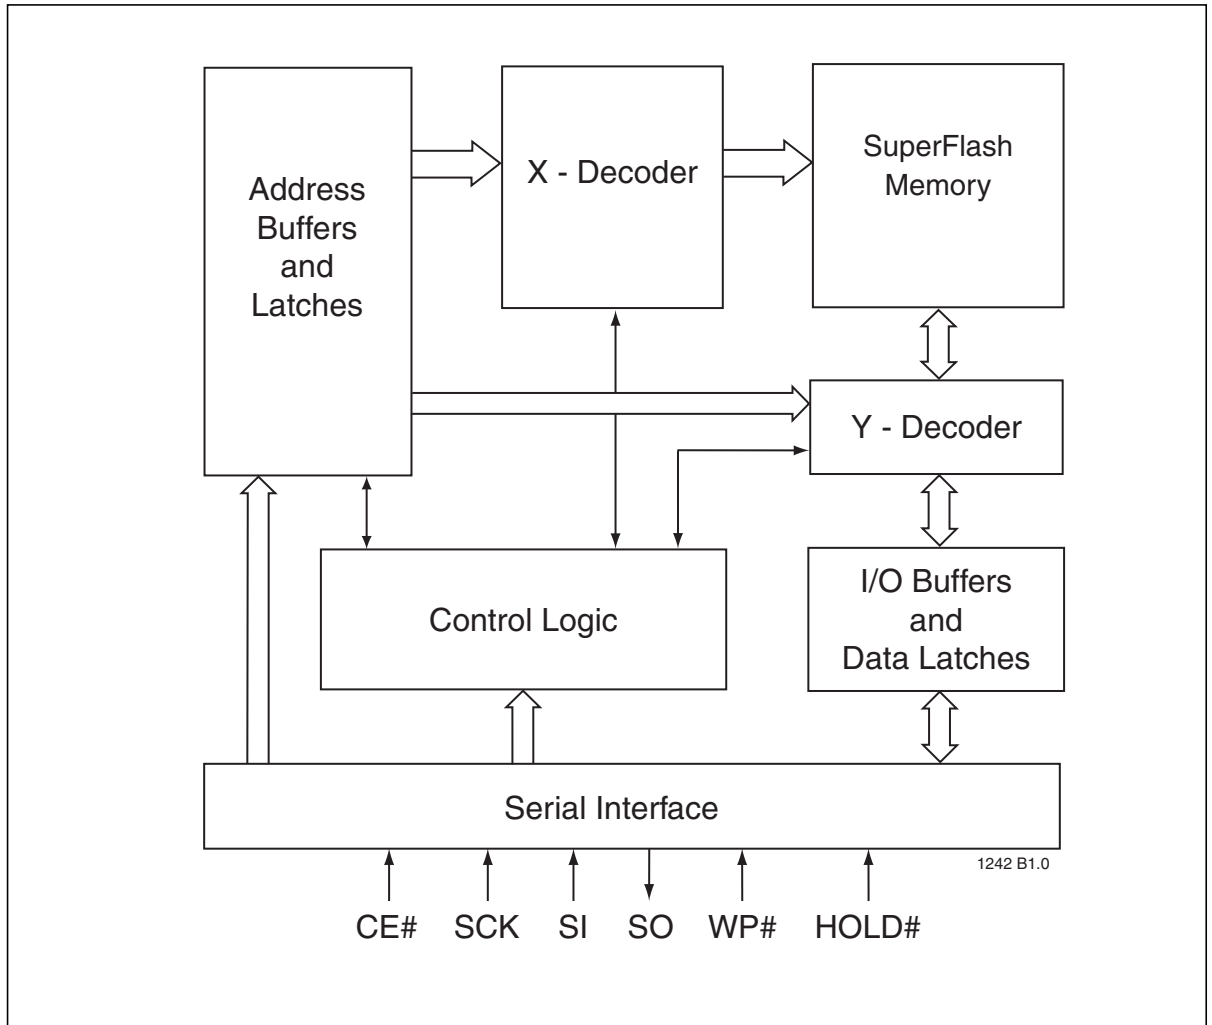 Address
Buffers
and
Latches
X - Decoder
SuperFlash
Memory
Y - Decoder
Control Logic
I/O Buffers
and
Data Latches
Serial Interface
1242 B1.0
CE# SCK SI SO WP# HOLD#